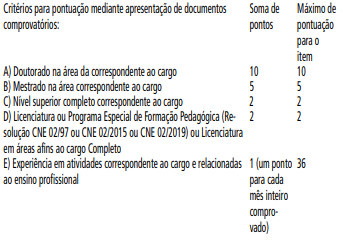 Critérios para pontuação mediante apresentação de documentos Soma de Máximo de
comprovatórios: pontos pontuação
para o
item
A) Doutorado na área da correspondente ao cargo 10 10
B) Mestrado na área correspondente ao cargo 5 5
C) Nível superior completo correspondente ao cargo 2 2
D) Licenciatura ou Programa Especial de Formação Pedagógica (Re- 2 2
solução CNE 02/97 ou CNE 02/2015 ou CNE 02/2019) ou Licenciatura
em áreas afins ao cargo Completo
E) Experiência em atividades correspondente ao cargo e relacionadas 1 (um ponto 36
ao ensino profissional para cada
mês inteiro
compro-
vado)